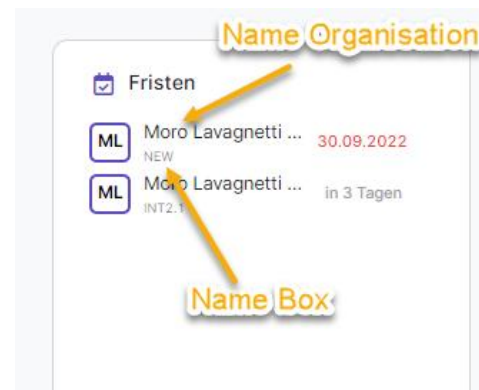 Name Organisation
Fristen
ML Moro Lavagnetti ... 30.09.2022
NEW
ML Moro Lavagnetti ... in 3 Tagen
INT2.1
Name Box